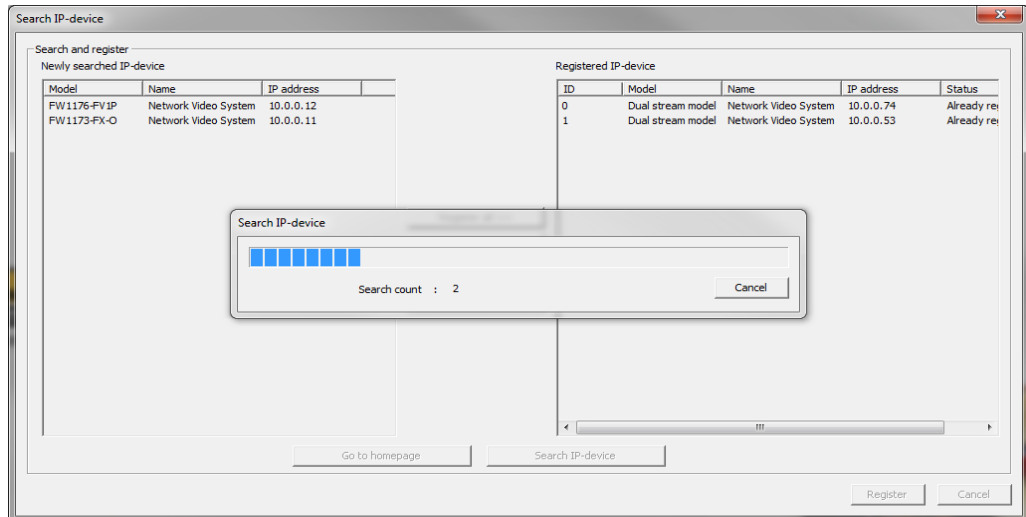 Search IP-device
Search and register
Newly searched IP-device
Registered IP-device
Model Name IP address
FW1176-FV1P Network Video System 10.0.0.12
FW1173-FX-O Network Video System 10.0.0.11
ID Model Name IP address Status
0 Dual stream model Network Video System 10.0.0.74 Already reg
1 Dual stream model Network Video System 10.0.0.53 Already reg
Search IP-device
Search count : 2
Cancel
Go to homepage
Search IP-device
Register
Cancel